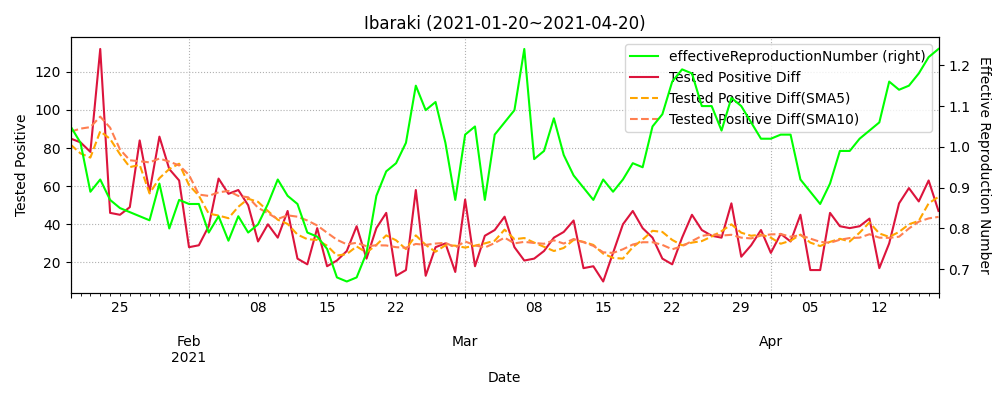 Ibaraki (2021-01-20~2021-04-20)
effectiveReproductionNumber (right)
Tested Positive Diff
Tested Positive Diff(SMA5)
Tested Positive Diff(SMA10)
Tested Positive
120
100
80
60
40
20
1.2
1.1
1.0
0.9
0.8
0.7
Effective Reproduction Number
25 08 15 22 08 15 22 29 05 12
Feb Mar Apr
2021
Date